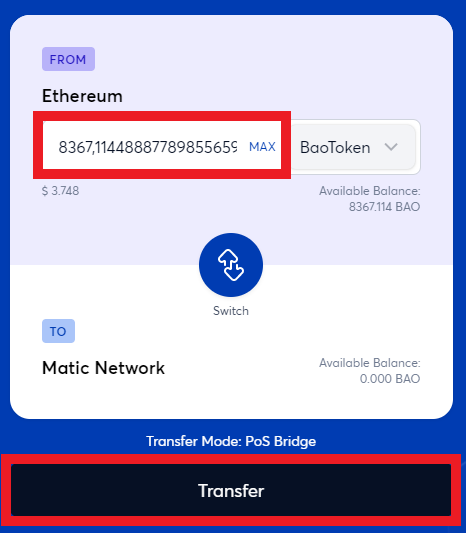 FROM
Ethereum
8367,11448887789855659 MAX BaoToken
$ 3.748 Available Balance:
8367.114 BAO
Switch
TO
Matic Network Available Balance:
0.000 BAO
Transfer Mode: PoS Bridge
Transfer